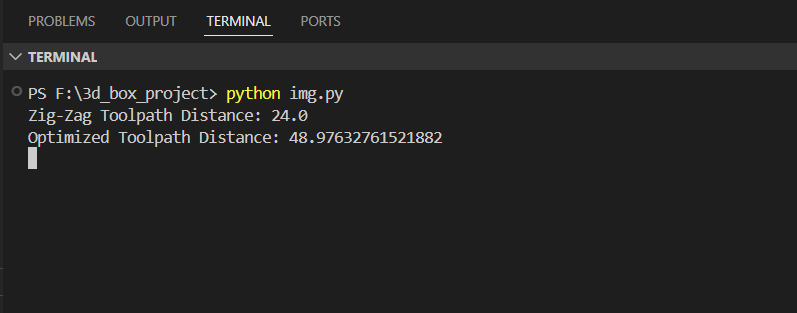 PROBLEMS OUTPUT TERMINAL PORTS
TERMINAL
PS F:\3d_box_project> python img.py
Zig-Zag Toolpath Distance: 24.0
Optimized Toolpath Distance: 48.97632761521882